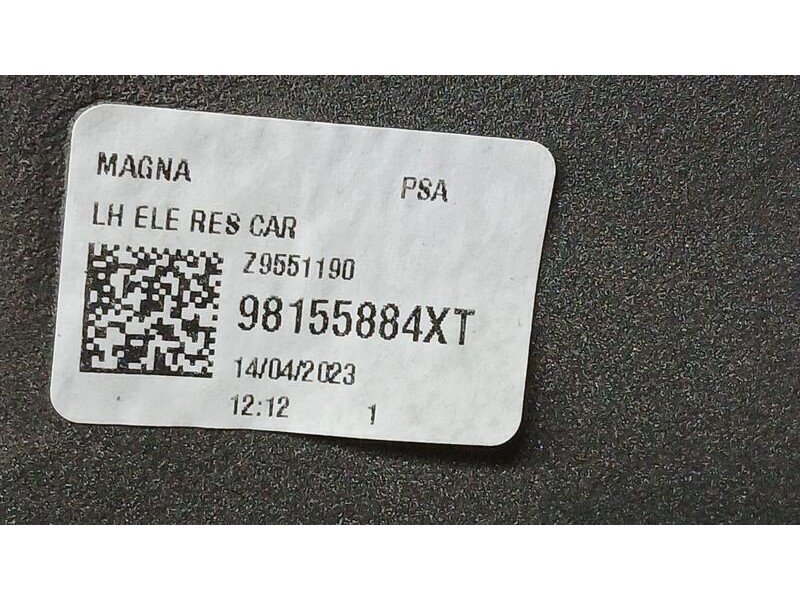 MAGNA PSA
LH ELE RES CAR
Z9551190
98155884XT
14/04/2023
12:12 1